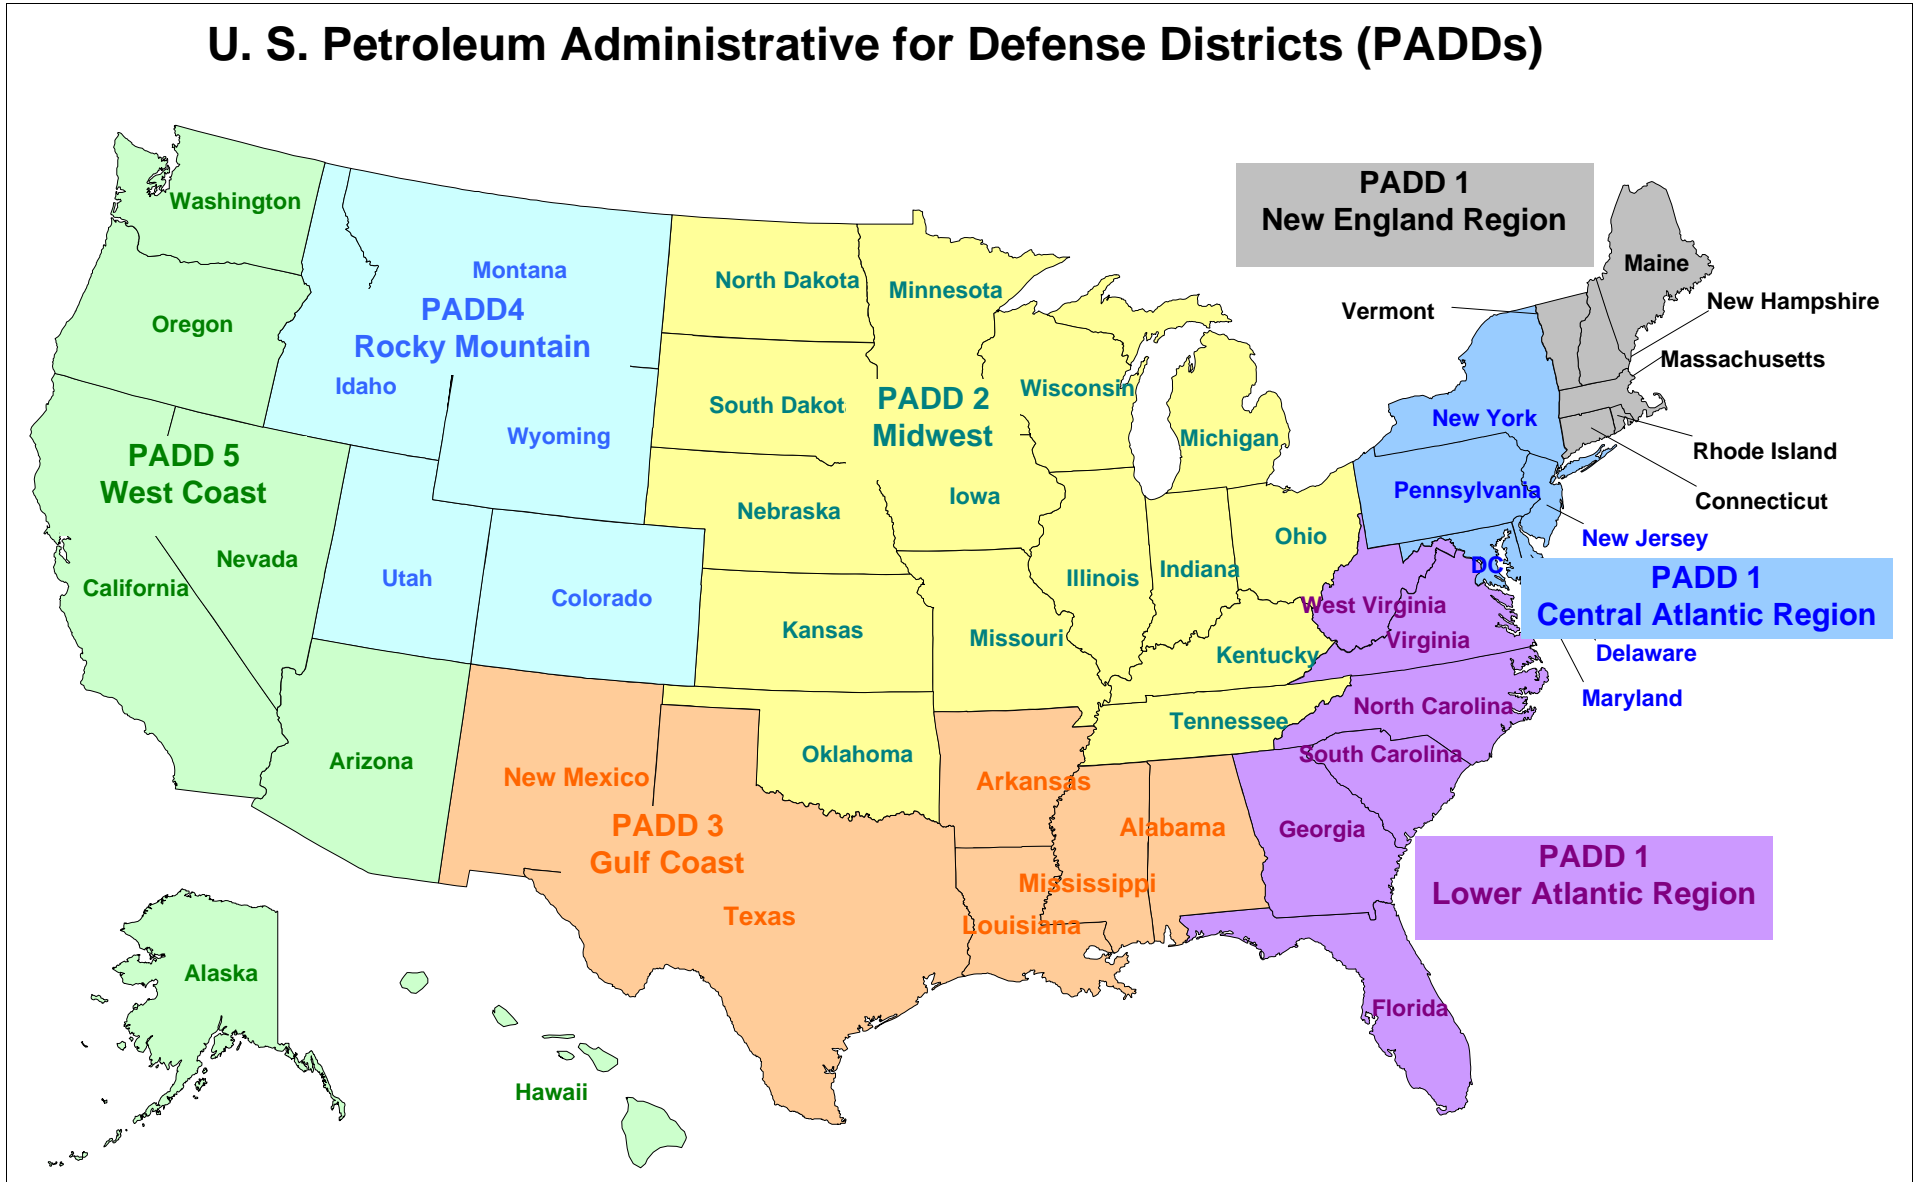 U. S. Petroleum Administrative for Defense Districts (PADDs)
PADD 1
New England Region
Washington
Maine
Montana
North Dakota
Minnesota
New Hampshire
PADD4
Rocky Mountain
Vermont
Oregon
Massachusetts
Idaho
Wisconsin
South Dakot
PADD 2
Midwest
New York
Wyoming
Michigan
Rhode Island
PADD 5
West Coast
Pennsylvania
Iowa
Connecticut
Nebraska
Ohio
New Jersey
Nevada
DC
Indiana
Illinois
Utah
PADD 1
Central Atlantic Region
California
Colorado
West Virginia
Kansas
Missouri
Virginia
Kentucky
Delaware
Maryland
North Carolina
Tennessee
Oklahoma
South Carolina
Arizona
New Mexico
Arkansas
PADD 3
Gulf Coast
Alabama
Georgia
PADD 1
Lower Atlantic Region
Mississippi
Texas
Louisiana
Alaska
Florida
Hawaii